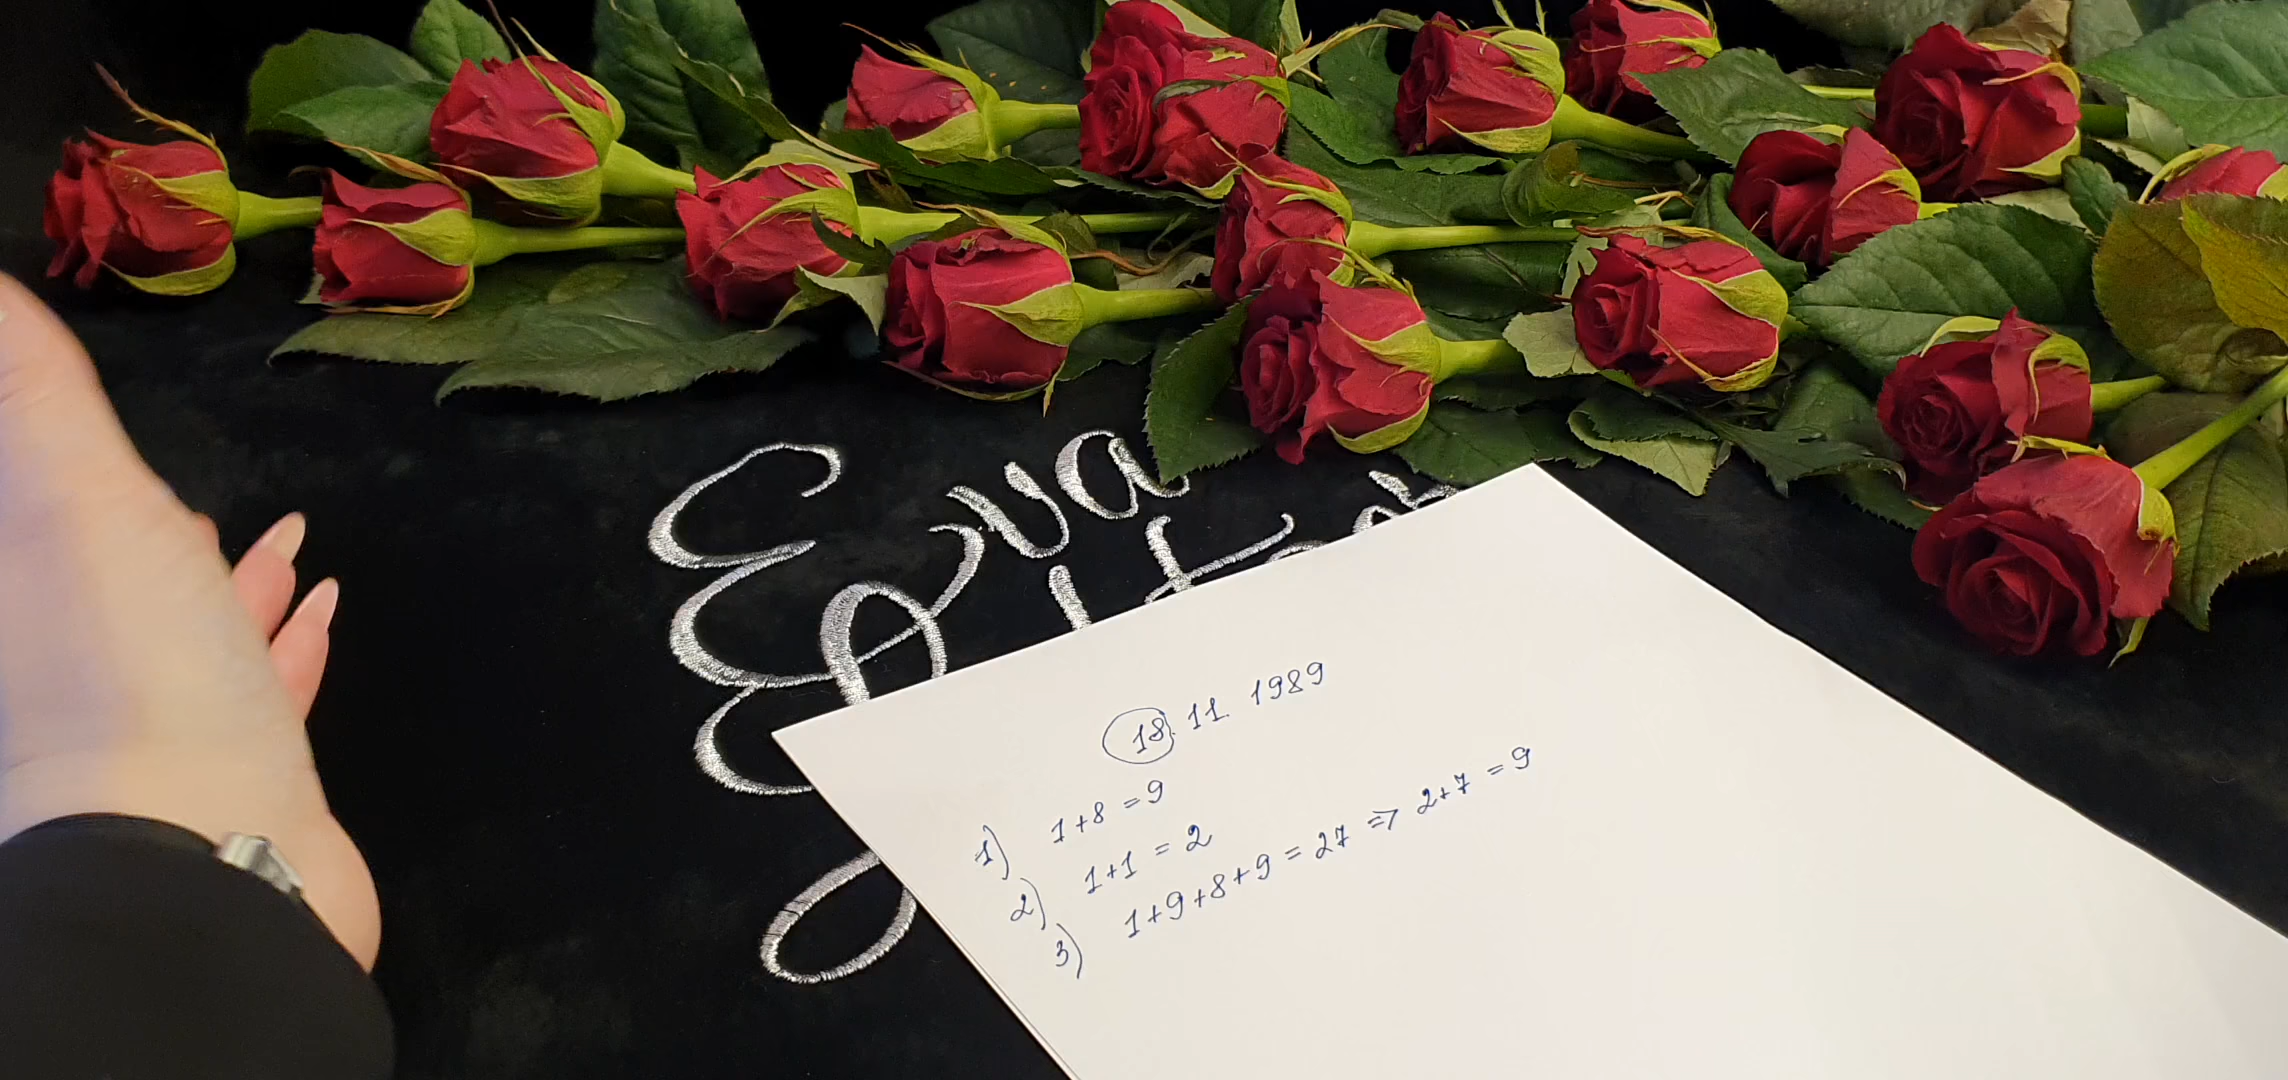 Eva
18. 11. 1989
1) 1+8 = 9
2) 1+1 = 2
3) 1+9+8+9 = 27 => 2+7 = 9